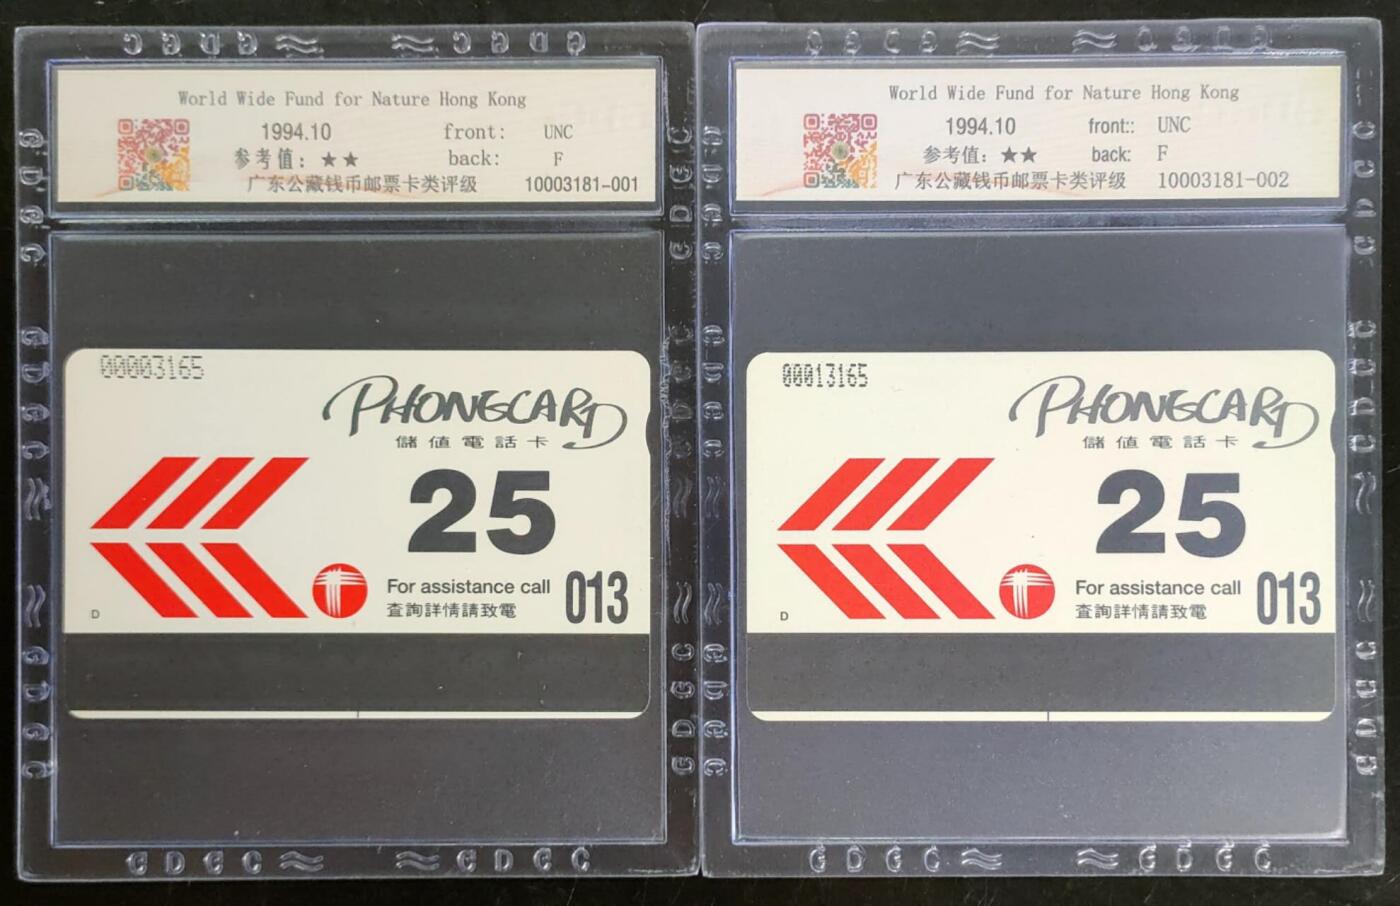 World Wide Fund for Nature Hong Kong
1994.10 front: UNC
参考值：★★ back: F
广东公藏钱币邮票卡类评级 10003181-001
00003165
PHONECARD
儲值電話卡
25
For assistance call 013
查詢詳情請致電
D
World Wide Fund for Nature Hong Kong
1994.10 front:: UNC
参考值：★★ back: F
广东公藏钱币邮票卡类评级 10003181-002
00013165
PHONECARD
儲值電話卡
25
For assistance call 013
查詢詳情請致電
D
G D G C
G D G C